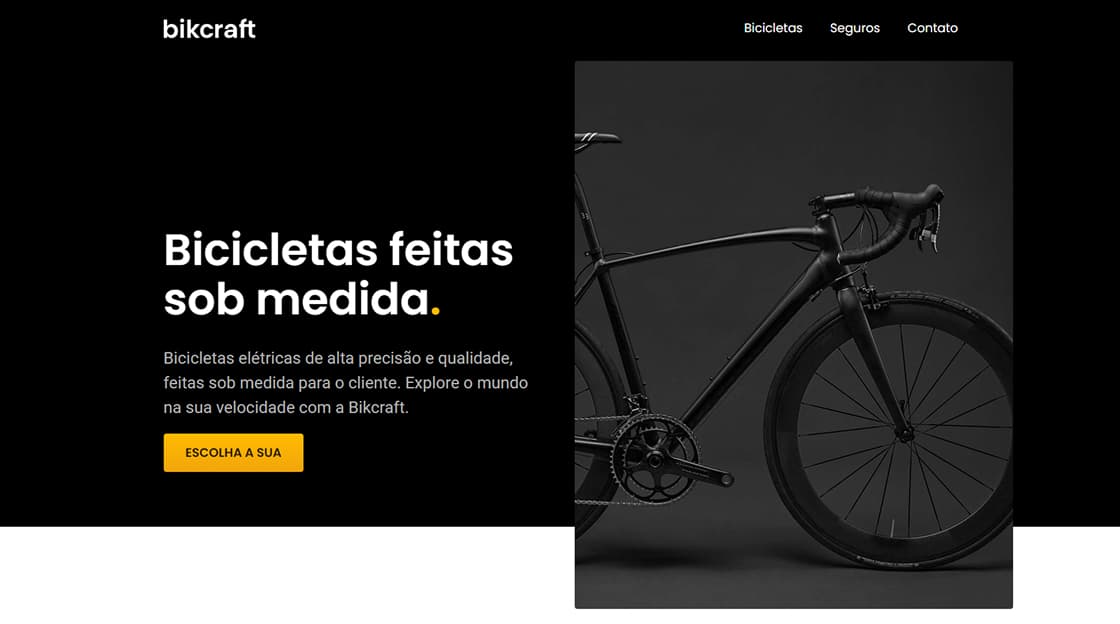 bikcraft
Bicicletas Seguros Contato
Bicicletas feitas
sob medida.
Bicicletas elétricas de alta precisão e qualidade,
feitas sob medida para o cliente. Explore o mundo
na sua velocidade com a Bikcraft.
ESCOLHA A SUA